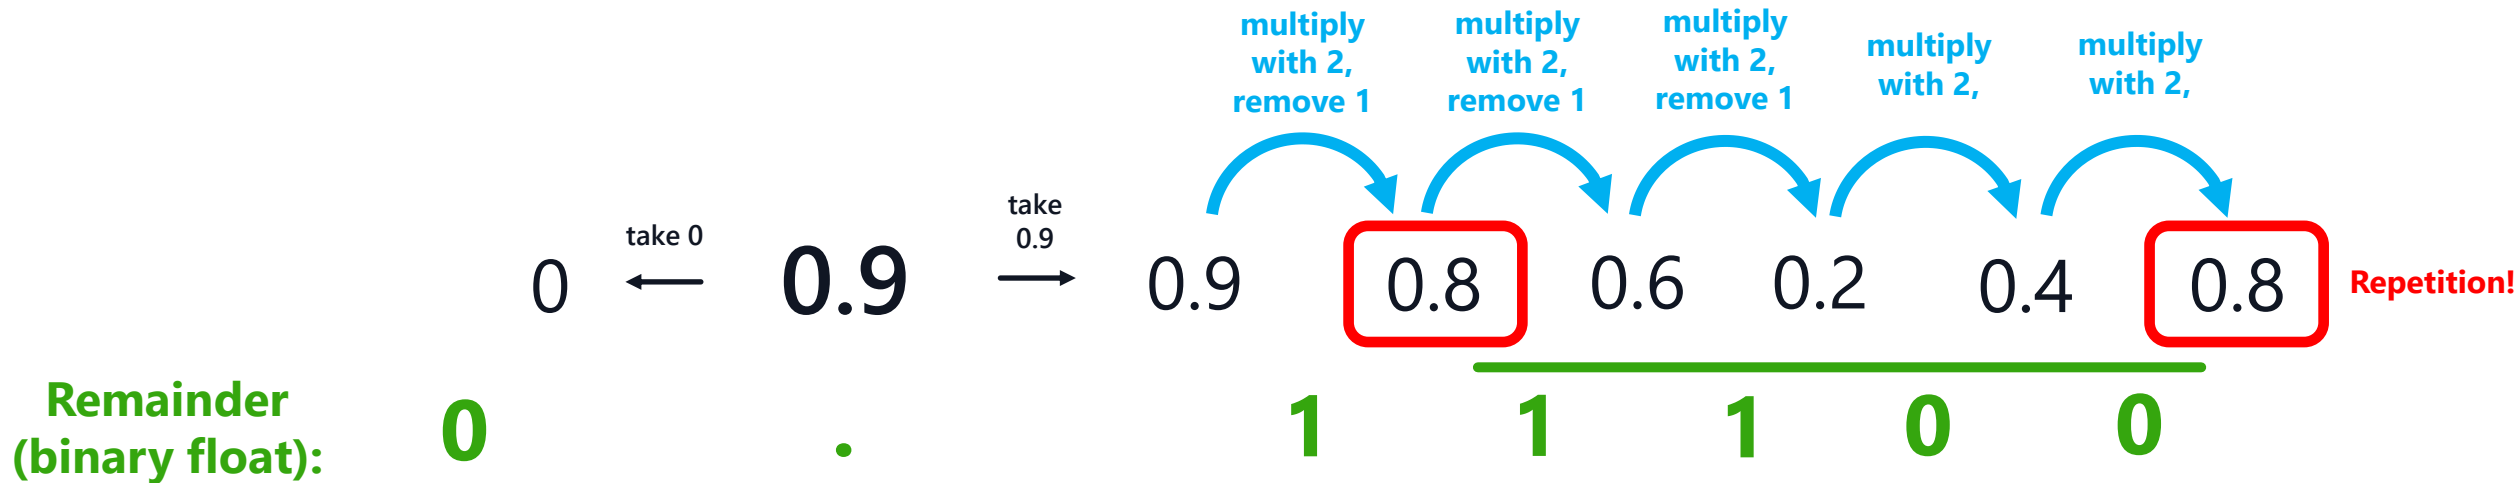 multiply
with 2,
remove 1
multiply
with 2,
remove 1
multiply
with 2,
remove 1
multiply
with 2,
multiply
with 2,
0
take 0
0.9
take
0.9
0.9
0.8
0.6
0.2
0.4
0.8
Repetition!
Remainder
(binary float):
0 . 1 1 1 0 0